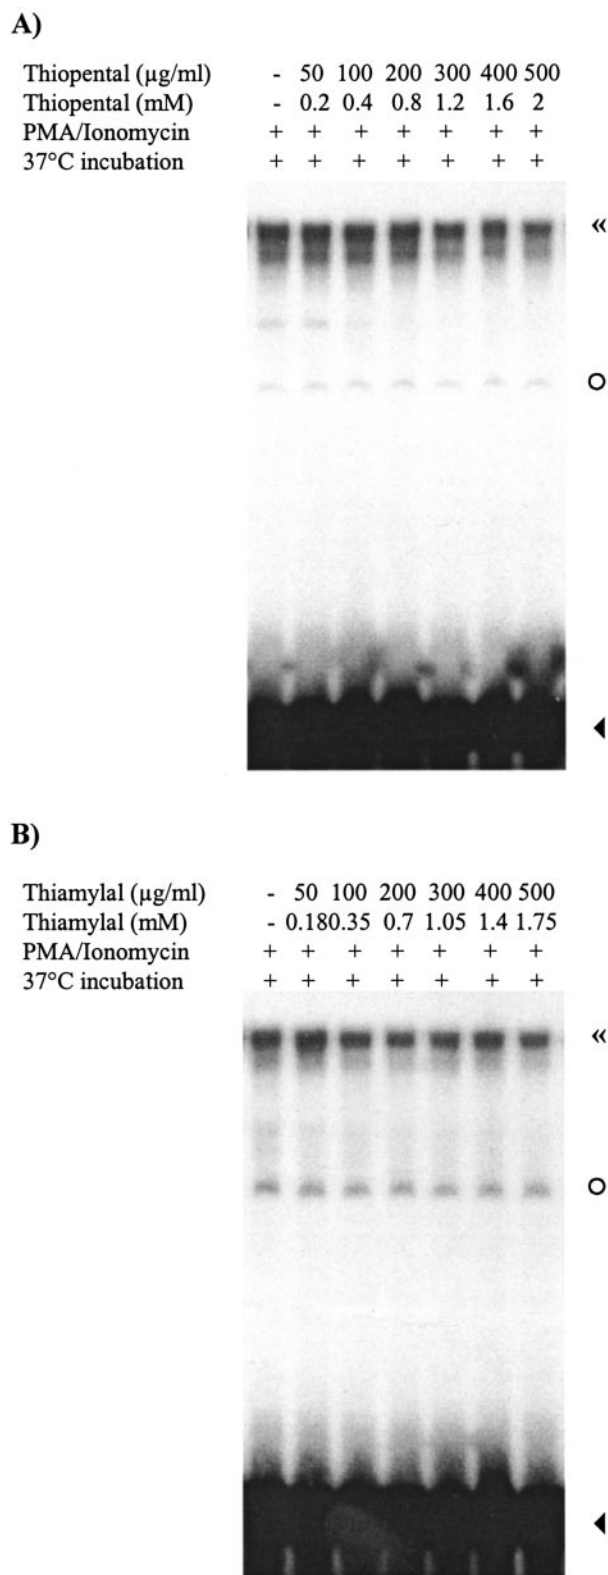 A)
Thiopental (µg/ml) - 50 100 200 300 400 500
Thiopental (mM) - 0.2 0.4 0.8 1.2 1.6 2
PMA/Ionomycin + + + + + + +
37°C incubation + + + + + + +
«
B)
Thiamylal (µg/ml) - 50 100 200 300 400 500
Thiamylal (mM) - 0.18 0.35 0.7 1.05 1.4 1.75
PMA/Ionomycin + + + + + + +
37°C incubation + + + + + + +
«